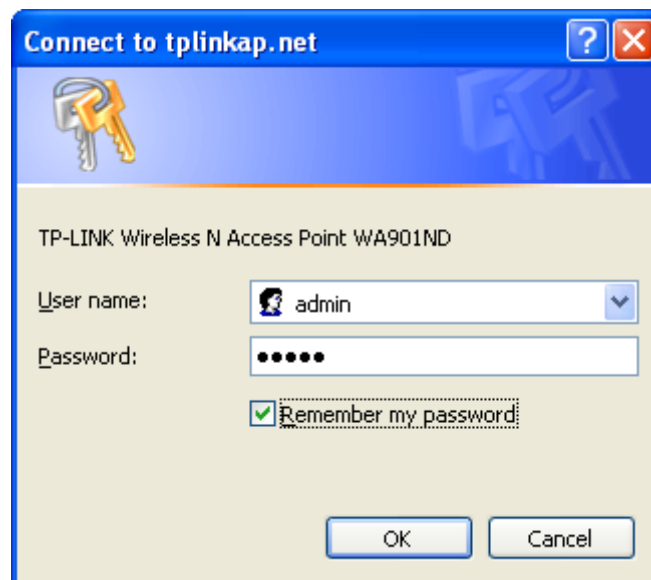 Connect to tplinkap.net
TP-LINK Wireless N Access Point WA901ND
User name:
admin
Password:
•••••
Remember my password
OK
Cancel